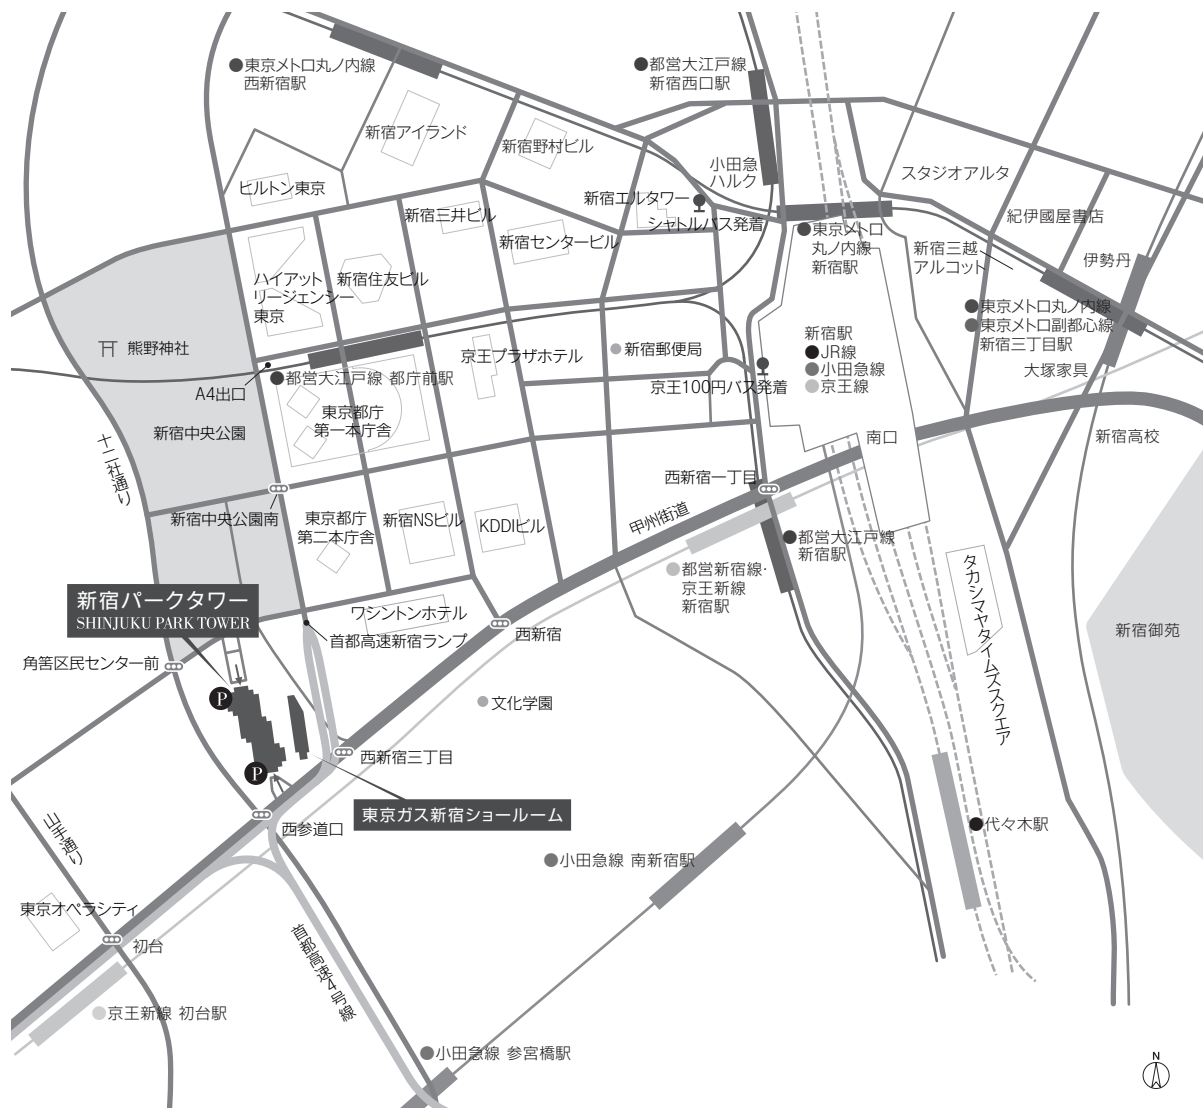 東京メトロ丸ノ内線
西新宿駅
都営大江戸線
新宿西口駅
新宿アイランド
新宿野村ビル
小田急
ハルク
スタジオアルタ
ヒルトン東京
新宿三井ビル
新宿エルタワー
シャトルバス発着
紀伊國屋書店
新宿センタービル
東京メトロ
丸ノ内線
新宿駅
新宿三越
アルコット
伊勢丹
ハイアット
リージェンシー
東京
新宿住友ビル
東京メトロ丸ノ内線
東京メトロ副都心線
新宿三丁目駅
熊野神社
新宿駅
JR線
小田急線
京王線
京王プラザホテル
新宿郵便局
大塚家具
A4出口
都営大江戸線 都庁前駅
京王100円バス発着
東京都庁
第一本庁舎
新宿中央公園
十二社通り
南口
新宿高校
西新宿一丁目
新宿中央公園南
東京都庁
第二本庁舎
新宿NSビル
KDDIビル
甲州街道
都営大江戸線
新宿駅
都営新宿線・
京王新線
新宿駅
タカシマヤタイムズスクエア
新宿パークタワー
SHINJUKU PARK TOWER
ワシントンホテル
首都高速新宿ランプ
西新宿
新宿御苑
角筈区民センター前
P
文化学園
西新宿三丁目
P
東京ガス新宿ショールーム
山手通り
西参道口
代々木駅
小田急線 南新宿駅
東京オペラシティ
初台
首都高速4号線
京王新線 初台駅
小田急線 参宮橋駅
N